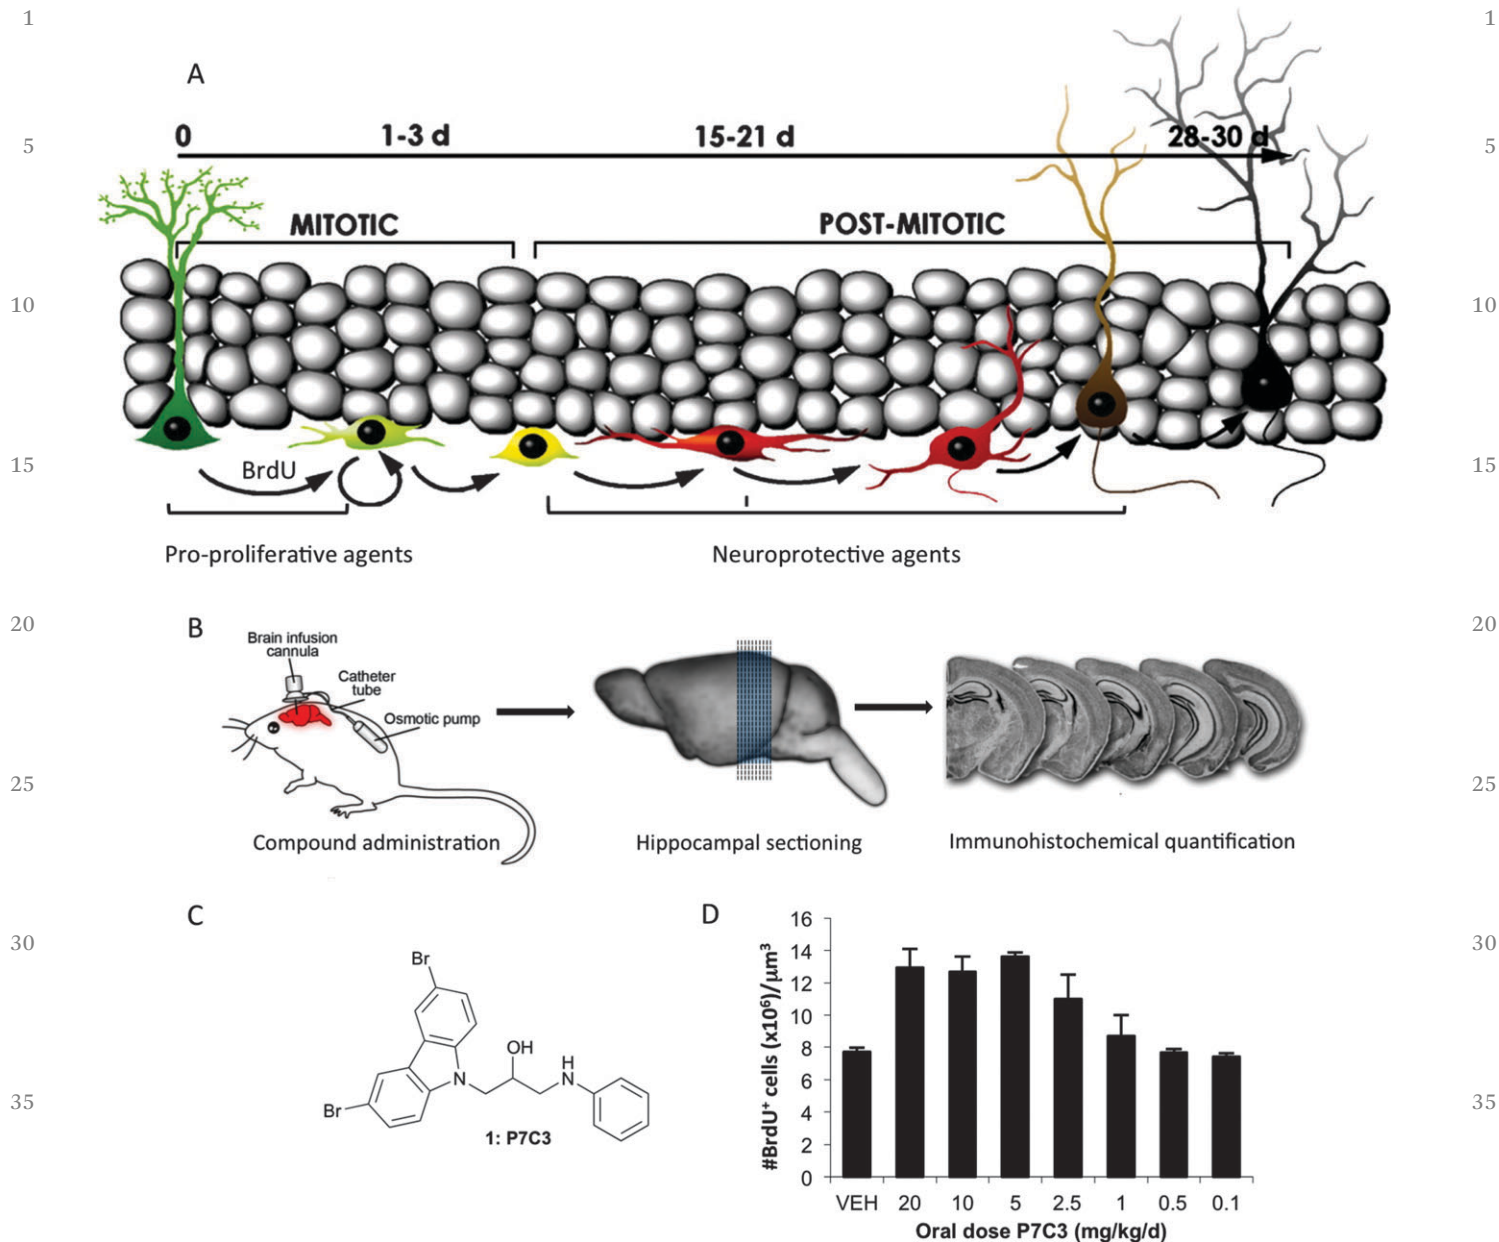 1 1
A
0 1-3 d 15-21 d 28-30 d
5 5
MITOTIC POST-MITOTIC
10 10
15 BrdU 15
Pro-proliferative agents Neuroprotective agents
20 B 20
Brain infusion
cannula
Catheter
tube
Osmotic pump
25 25
Compound administration Hippocampal sectioning Immunohistochemical quantification
C D
30 30
Br
OH
H
N
N
Br
35 35
1: P7C3
#BrdU⁺ cells (x10⁶)/μm³
16
14
12
10
8
6
4
2
0
VEH 20 10 5 2.5 1 0.5 0.1
Oral dose P7C3 (mg/kg/d)